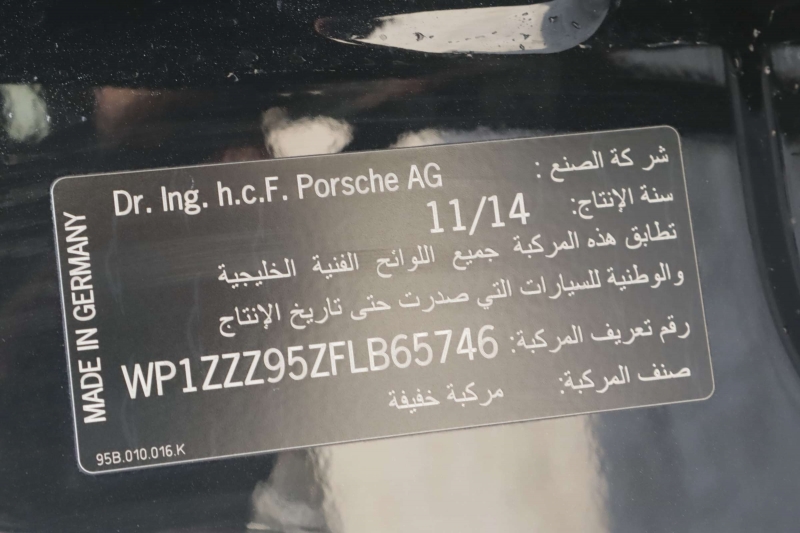 MADE IN GERMANY
شركة الصنع : Dr. Ing. h.c.F. Porsche AG
سنة الإنتاج: 11/14
تطابق هذه المركبة جميع اللوائح الفنية الخليجية
والوطنية للسيارات التي صدرت حتى تاريخ الإنتاج
رقم تعريف المركبة: WP1ZZZ95ZFLB65746
صنف المركبة: مركبة خفيفة
95B.010.016.K